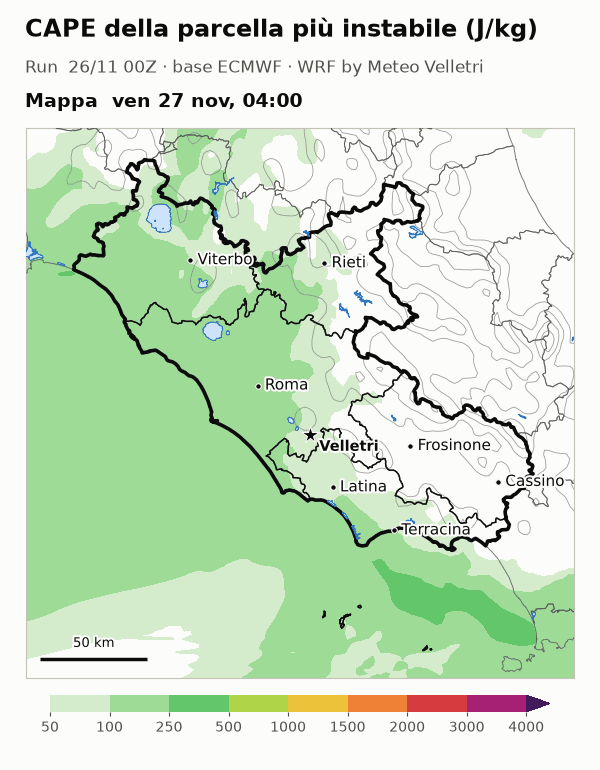 CAPE della parcella più instabile (J/kg)
Run  26/11 00Z · base ECMWF · WRF by Meteo Velletri
Mappa  ven 27 nov, 04:00
Viterbo
Rieti
Roma
Velletri
Frosinone
Latina
Cassino
Terracina
50 km
50 100 250 500 1000 1500 2000 3000 4000